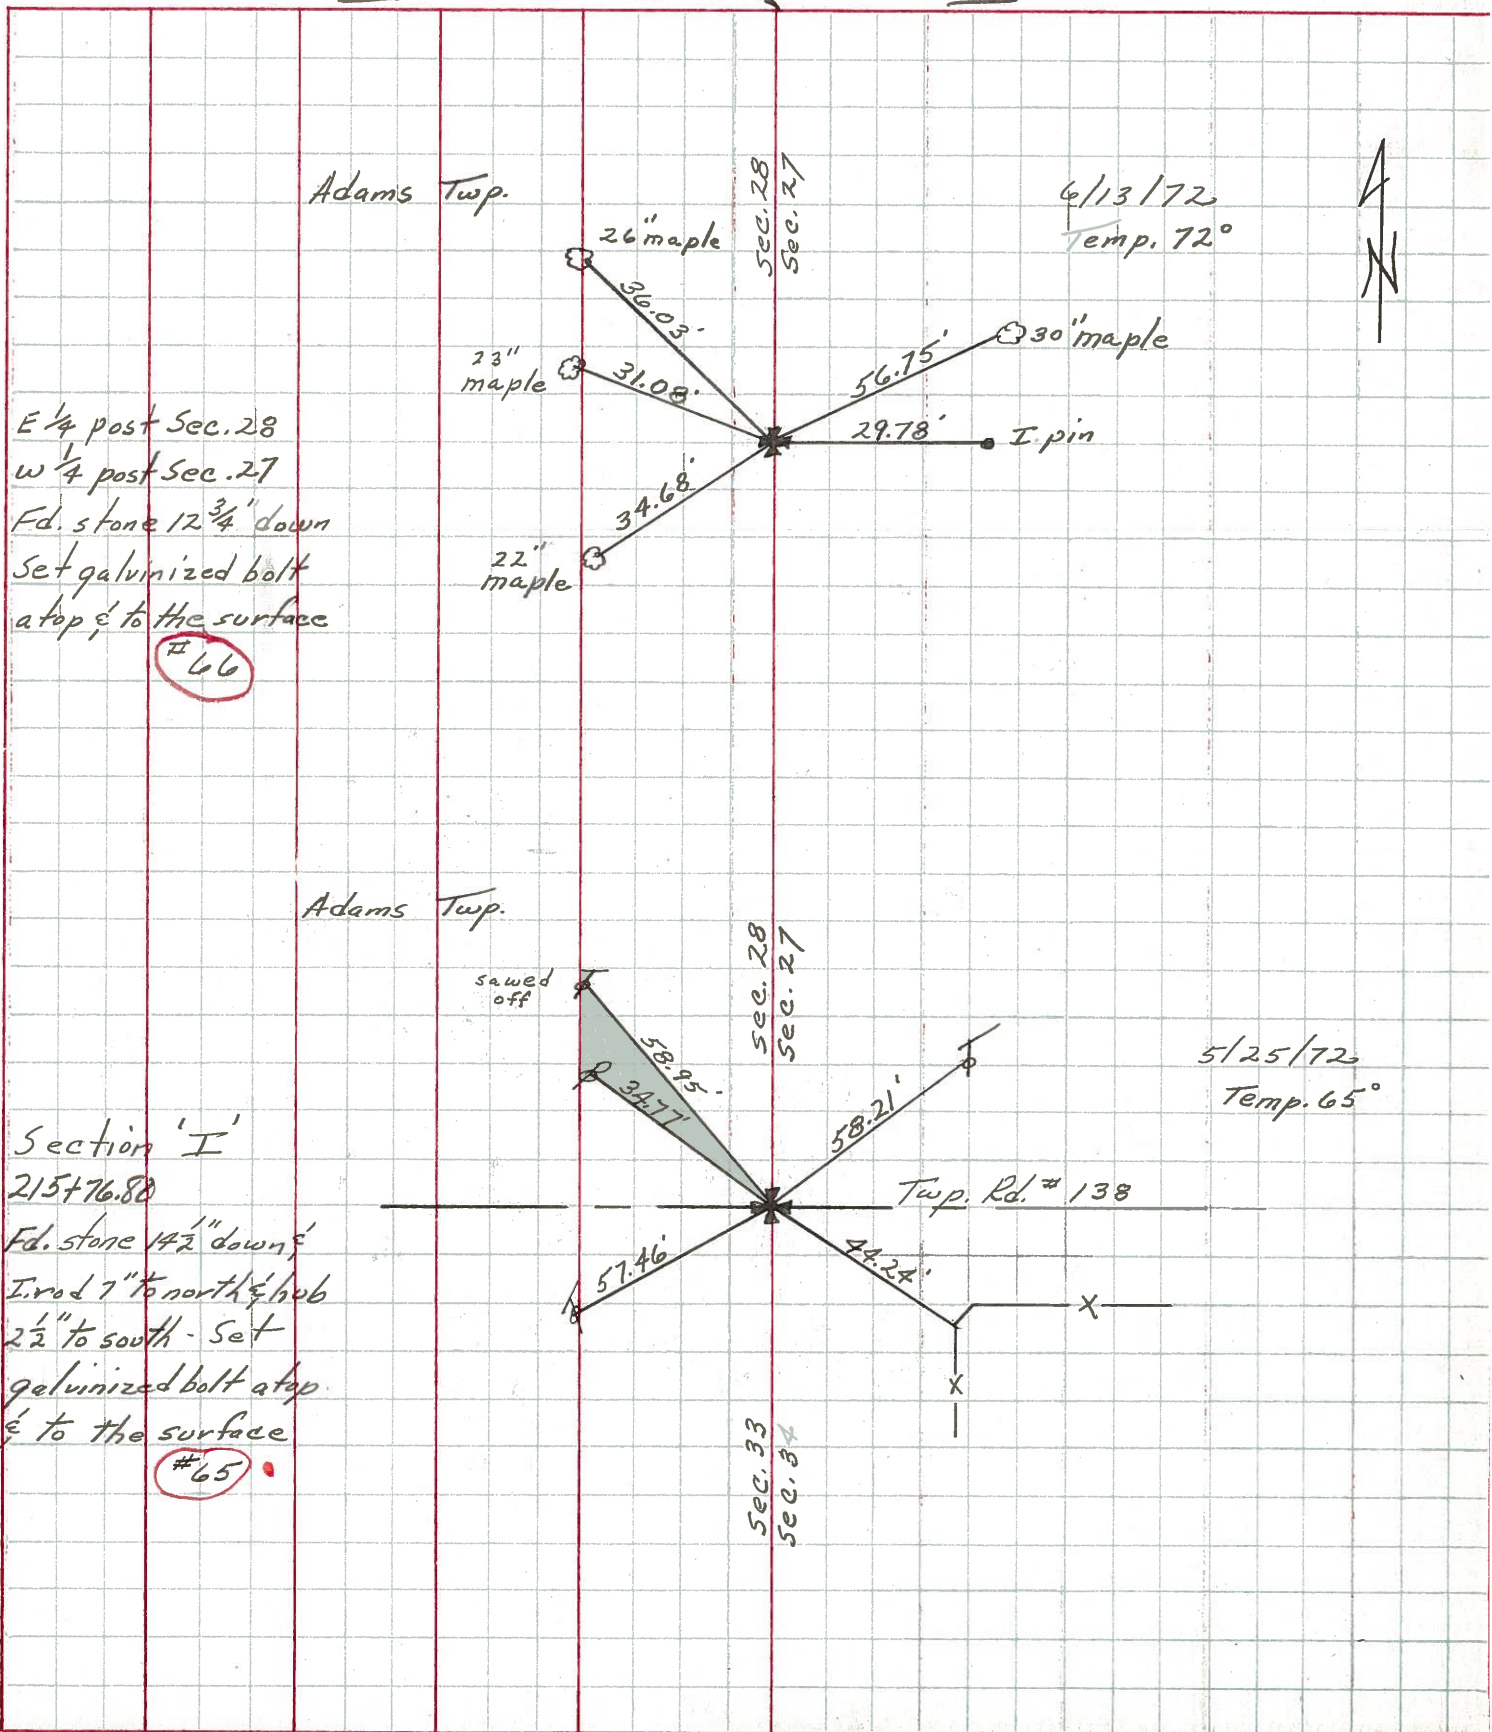 Adams Twp.
Sec. 28
Sec. 27
6/13/72
Temp. 72°
N
26" maple
36.03'
23"
maple
31.08'
30" maple
56.75'
29.78'
I. pin
34.68'
22"
maple
E 1/4 post Sec. 28
W 1/4 post Sec. 27
Fd. stone 12 3/4" down
Set galvinized bolt
atop & to the surface
#66
Adams Twp.
Sec. 28
Sec. 27
sawed
off
58.95'
34.77'
58.21'
5/25/72
Temp. 65°
Twp. Rd. # 138
57.46'
44.24'
X
X
Section 'I'
215+76.80
Fd. stone 14 1/2" down &
I. rod 7" to north & hub
2 1/2" to south - Set
galvinized bolt atop
& to the surface
#65
Sec. 33
Sec. 34